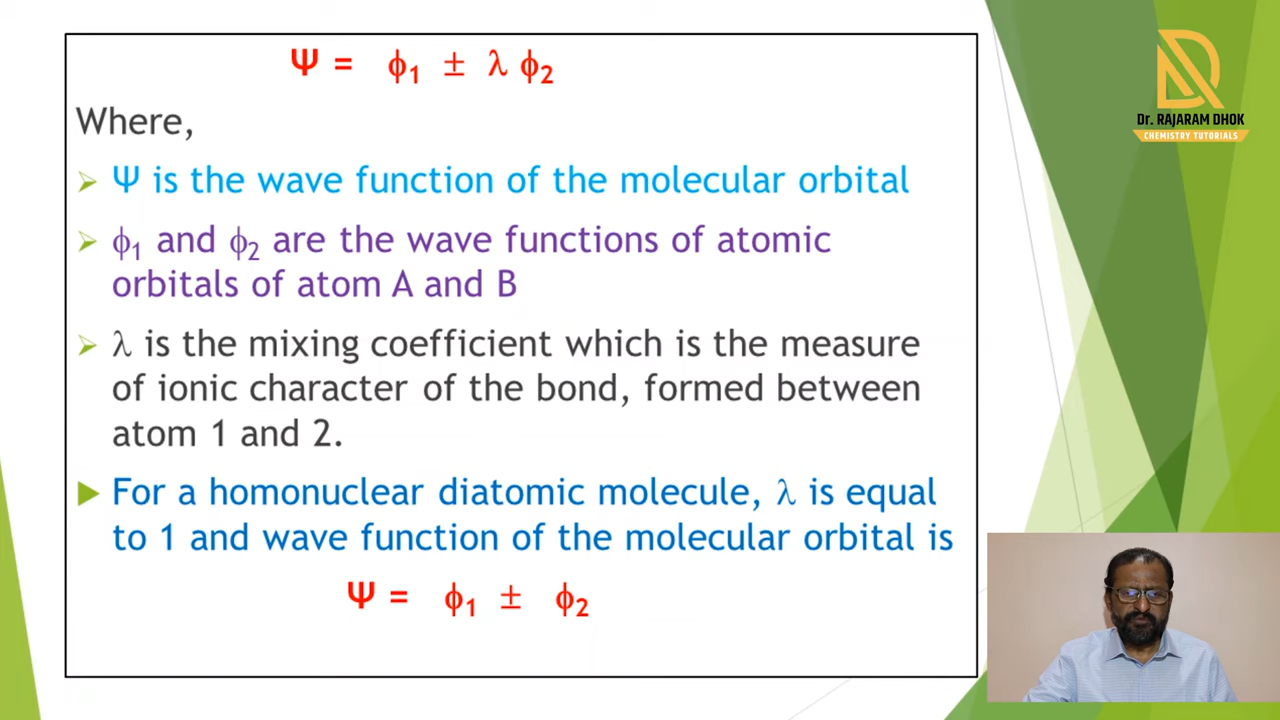 Ψ = ϕ₁ ± λ ϕ₂
Where,
Ψ is the wave function of the molecular orbital
ϕ₁ and ϕ₂ are the wave functions of atomic
orbitals of atom A and B
λ is the mixing coefficient which is the measure
of ionic character of the bond, formed between
atom 1 and 2.
For a homonuclear diatomic molecule, λ is equal
to 1 and wave function of the molecular orbital is
Ψ = ϕ₁ ± ϕ₂
Dr. RAJARAM DHOK
CHEMISTRY TUTORIALS